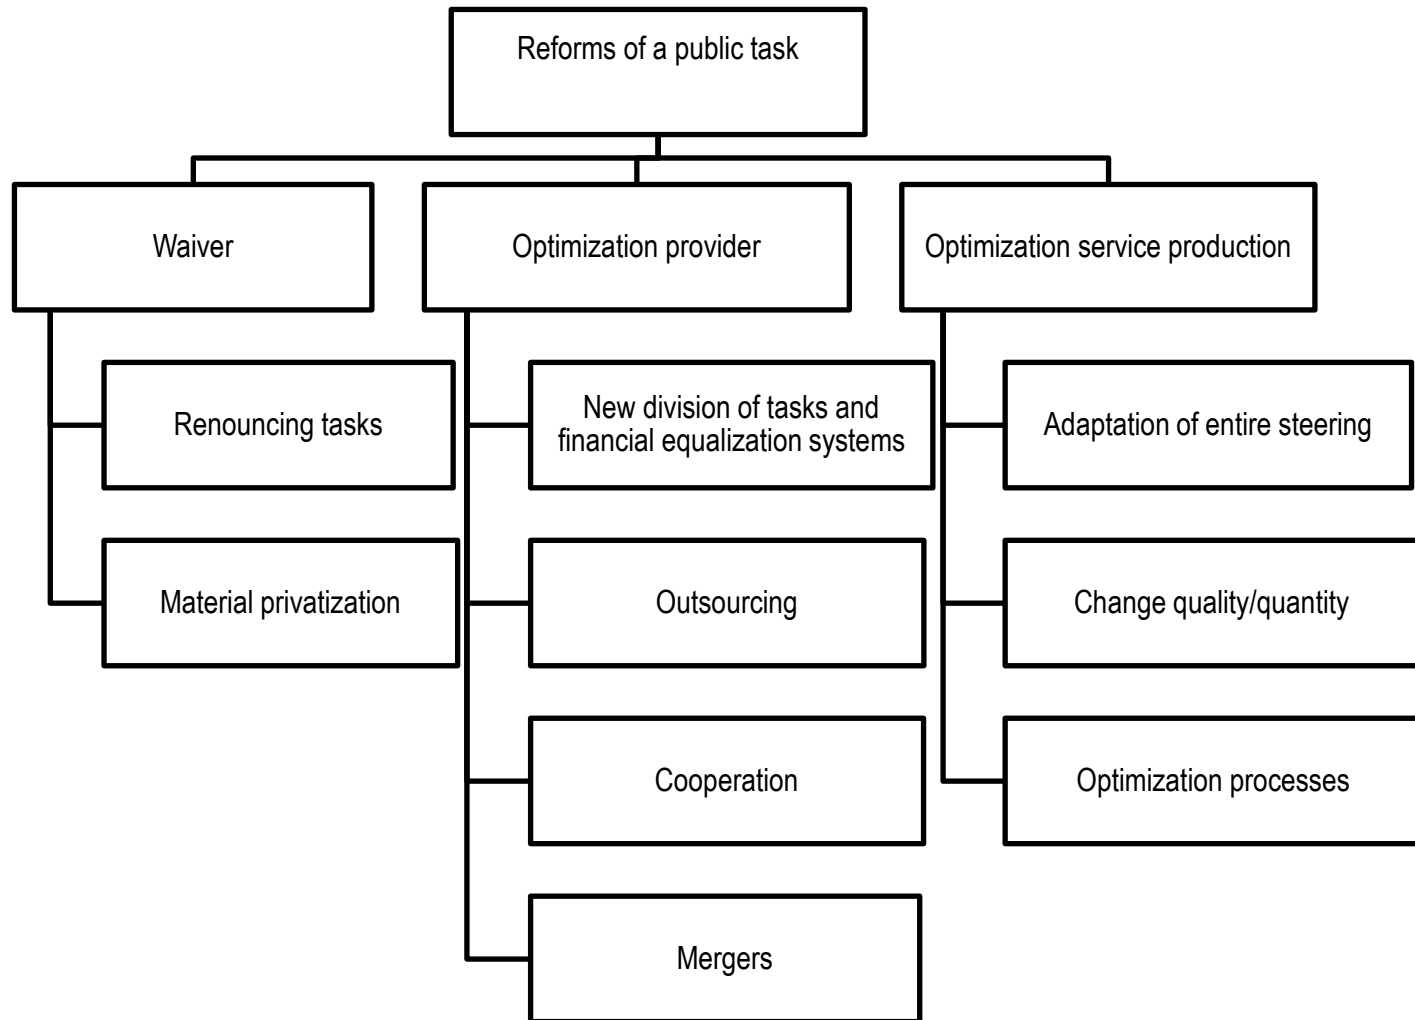 Reforms of a public task
Waiver
Optimization provider
Optimization service production
Renouncing tasks
New division of tasks and
financial equalization systems
Adaptation of entire steering
Material privatization
Outsourcing
Change quality/quantity
Cooperation
Optimization processes
Mergers